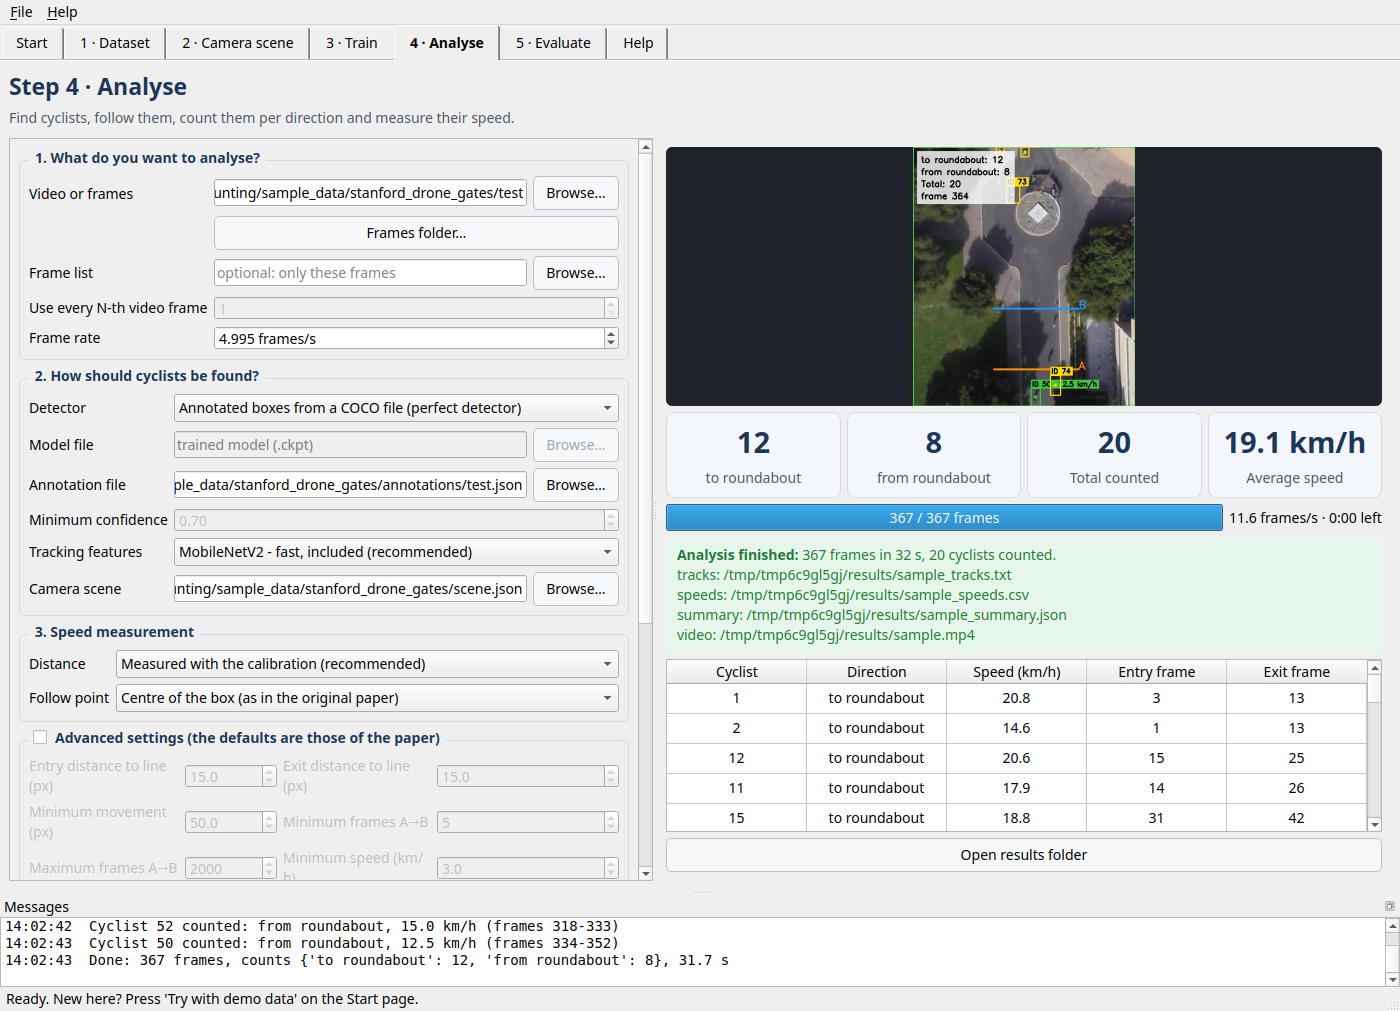 File Help
Start 1 · Dataset 2 · Camera scene 3 · Train 4 · Analyse 5 · Evaluate Help
Step 4 · Analyse
Find cyclists, follow them, count them per direction and measure their speed.
1. What do you want to analyse?
Video or frames unting/sample_data/stanford_drone_gates/test Browse...
Frames folder...
Frame list optional: only these frames Browse...
Use every N-th video frame 1
Frame rate 4.995 frames/s
2. How should cyclists be found?
Detector Annotated boxes from a COCO file (perfect detector)
Model file trained model (.ckpt) Browse...
Annotation file ple_data/stanford_drone_gates/annotations/test.json Browse...
Minimum confidence 0.70
Tracking features MobileNetV2 - fast, included (recommended)
Camera scene nting/sample_data/stanford_drone_gates/scene.json Browse...
3. Speed measurement
Distance Measured with the calibration (recommended)
Follow point Centre of the box (as in the original paper)
Advanced settings (the defaults are those of the paper)
Entry distance to line (px) 15.0 Exit distance to line (px) 15.0
Minimum movement (px) 50.0 Minimum frames A→B 5
Maximum frames A→B 2000 Minimum speed (km/h) 3.0
to roundabout: 12
from roundabout: 8
Total: 20
frame 364
73
B
A
ID 74
ID 50 2.5 km/h
12 8 20 19.1 km/h
to roundabout from roundabout Total counted Average speed
367 / 367 frames 11.6 frames/s · 0:00 left
Analysis finished: 367 frames in 32 s, 20 cyclists counted.
tracks: /tmp/tmp6c9gl5gj/results/sample_tracks.txt
speeds: /tmp/tmp6c9gl5gj/results/sample_speeds.csv
summary: /tmp/tmp6c9gl5gj/results/sample_summary.json
video: /tmp/tmp6c9gl5gj/results/sample.mp4
Cyclist Direction Speed (km/h) Entry frame Exit frame
1 to roundabout 20.8 3 13
2 to roundabout 14.6 1 13
12 to roundabout 20.6 15 25
11 to roundabout 17.9 14 26
15 to roundabout 18.8 31 42
Open results folder
Messages
14:02:42 Cyclist 52 counted: from roundabout, 15.0 km/h (frames 318-333)
14:02:43 Cyclist 50 counted: from roundabout, 12.5 km/h (frames 334-352)
14:02:43 Done: 367 frames, counts {'to roundabout': 12, 'from roundabout': 8}, 31.7 s
Ready. New here? Press 'Try with demo data' on the Start page.